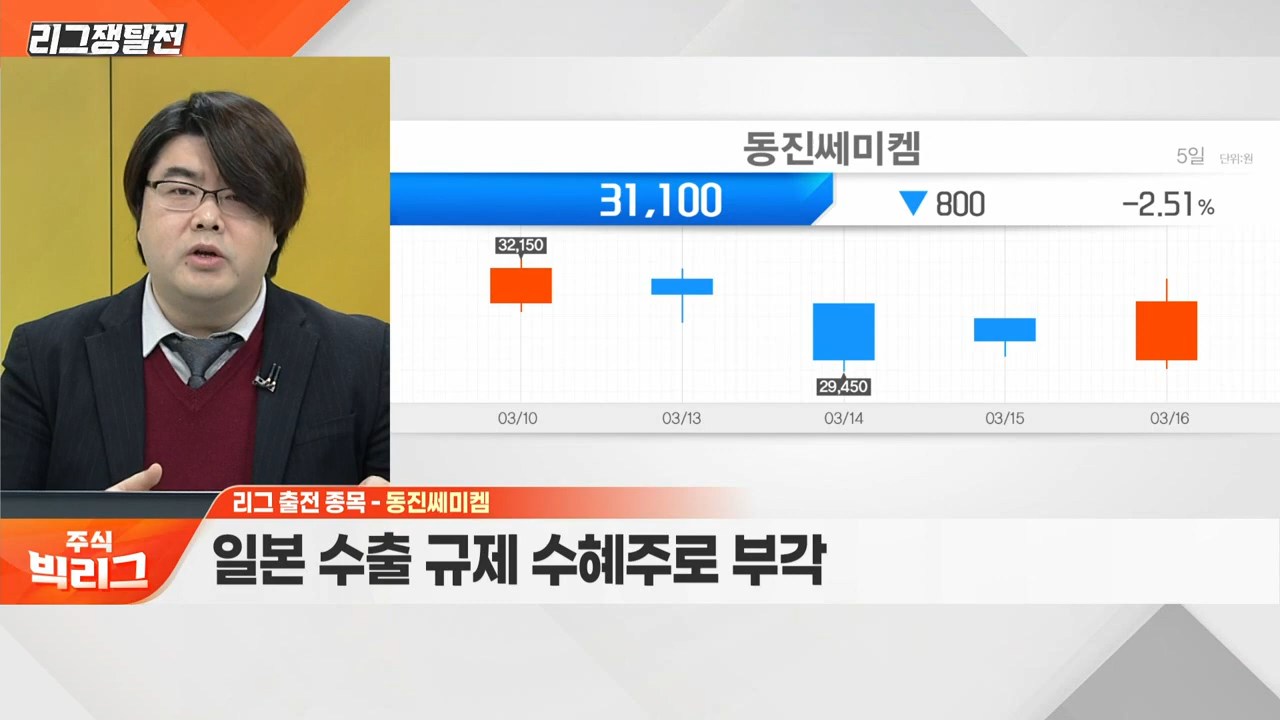 리그쟁탈전
동진쎄미켐
5일 단위:원
31,100 ▼800 -2.51%
32,150
29,450
03/10 03/13 03/14 03/15 03/16
리그 출전 종목 - 동진쎄미켐
주식
빅리그
일본 수출 규제 수혜주로 부각